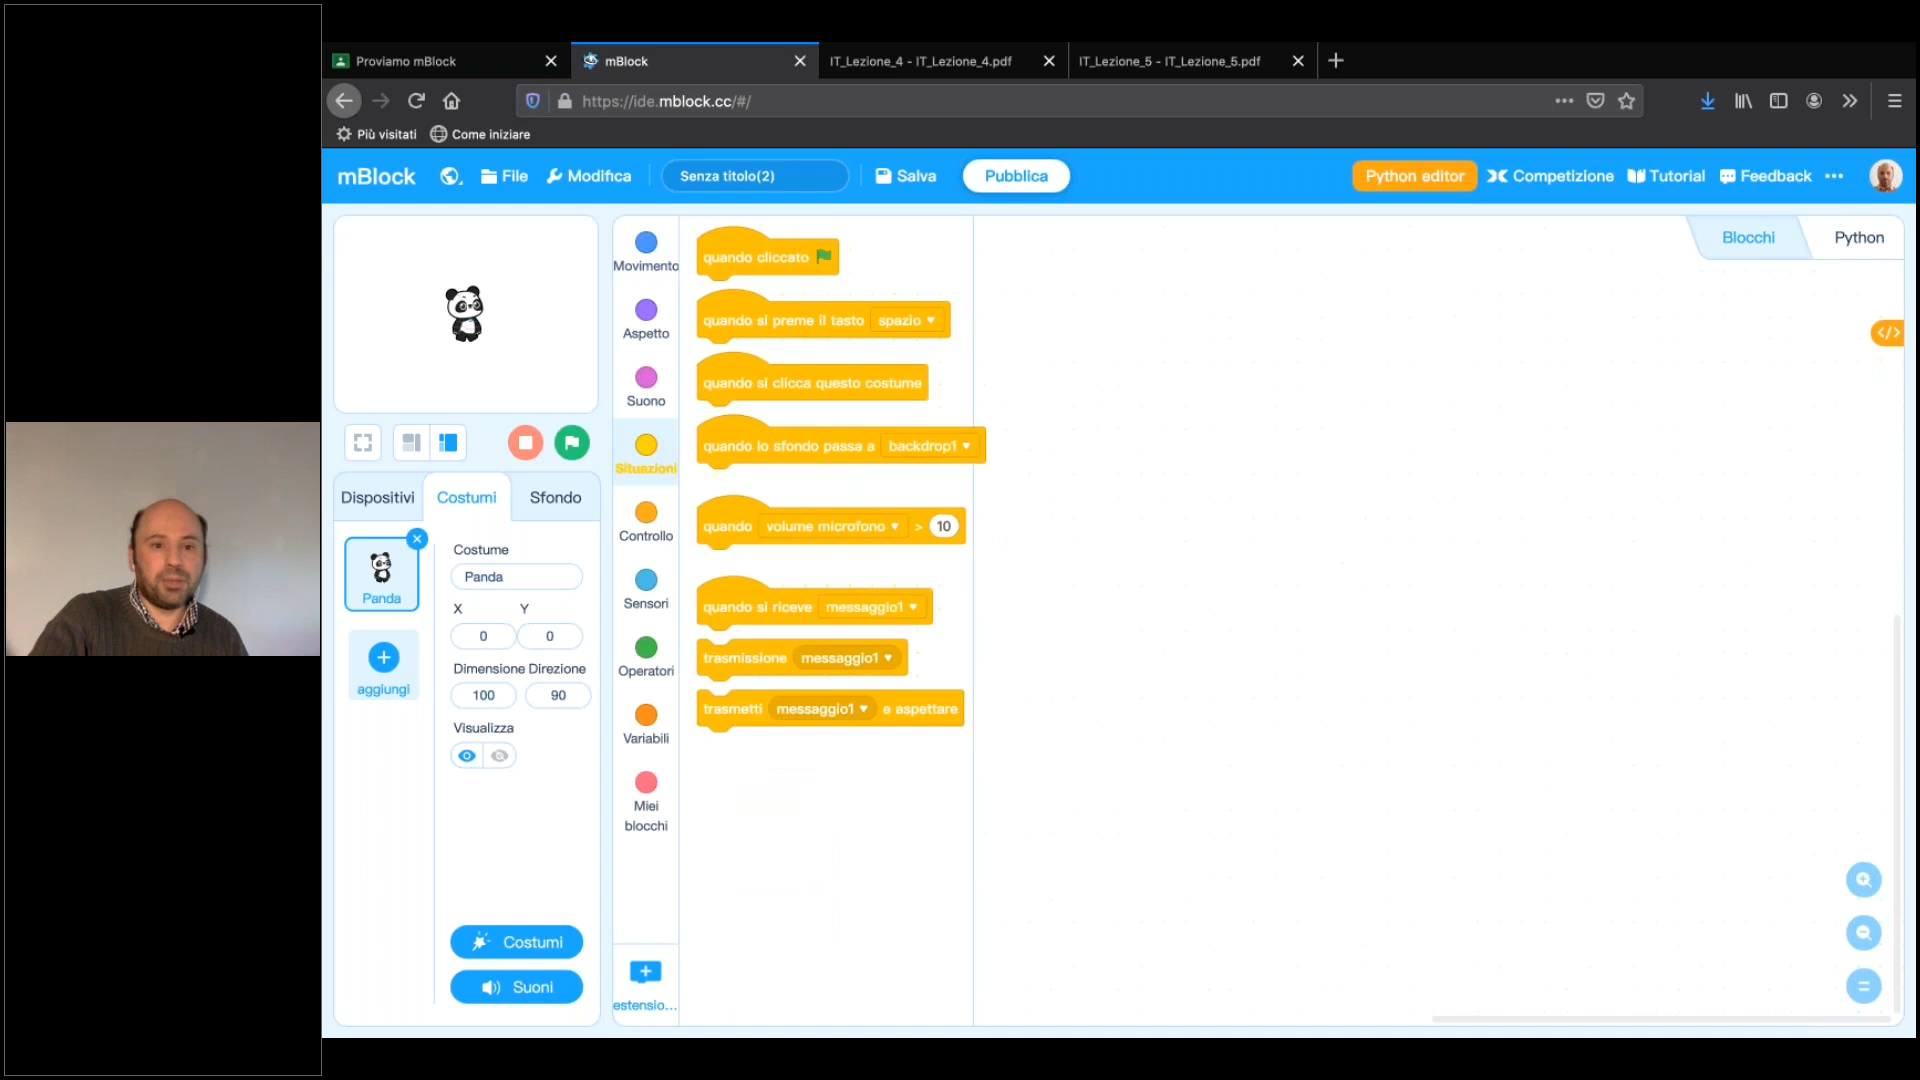 Proviamo mBlock
mBlock
IT_Lezione_4 - IT_Lezione_4.pdf
IT_Lezione_5 - IT_Lezione_5.pdf
https://ide.mblock.cc/#/
Più visitati
Come iniziare
mBlock
File
Modifica
Senza titolo(2)
Salva
Pubblica
Python editor
Competizione
Tutorial
Feedback
Dispositivi
Costumi
Sfondo
Panda
aggiungi
Costume
Panda
X Y
0 0
Dimensione Direzione
100 90
Visualizza
Costumi
Suoni
Movimento
Aspetto
Suono
Situazioni
Controllo
Sensori
Operatori
Variabili
Miei
blocchi
estensio...
quando cliccato
quando si preme il tasto spazio
quando si clicca questo costume
quando lo sfondo passa a backdrop1
quando volume microfono > 10
quando si riceve messaggio1
trasmissione messaggio1
trasmetti messaggio1 e aspettare
Blocchi
Python
</>